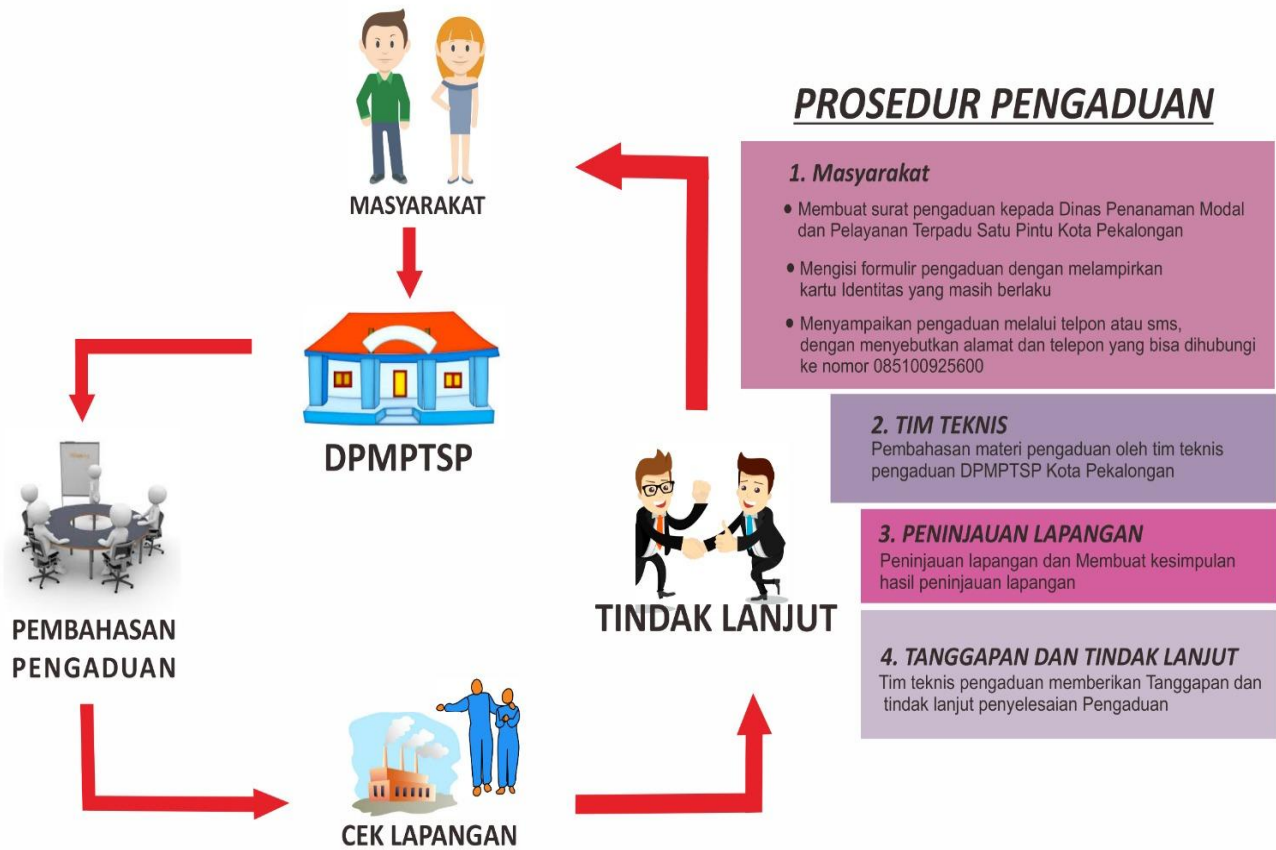 MASYARAKAT
DPMPTSP
PEMBAHASAN
PENGADUAN
CEK LAPANGAN
TINDAK LANJUT
PROSEDUR PENGADUAN
1. Masyarakat
• Membuat surat pengaduan kepada Dinas Penanaman Modal
dan Pelayanan Terpadu Satu Pintu Kota Pekalongan
• Mengisi formulir pengaduan dengan melampirkan
kartu Identitas yang masih berlaku
• Menyampaikan pengaduan melalui telpon atau sms,
dengan menyebutkan alamat dan telepon yang bisa dihubungi
ke nomor 085100925600
2. TIM TEKNIS
Pembahasan materi pengaduan oleh tim teknis
pengaduan DPMPTSP Kota Pekalongan
3. PENINJAUAN LAPANGAN
Peninjauan lapangan dan Membuat kesimpulan
hasil peninjauan lapangan
4. TANGGAPAN DAN TINDAK LANJUT
Tim teknis pengaduan memberikan Tanggapan dan
tindak lanjut penyelesaian Pengaduan